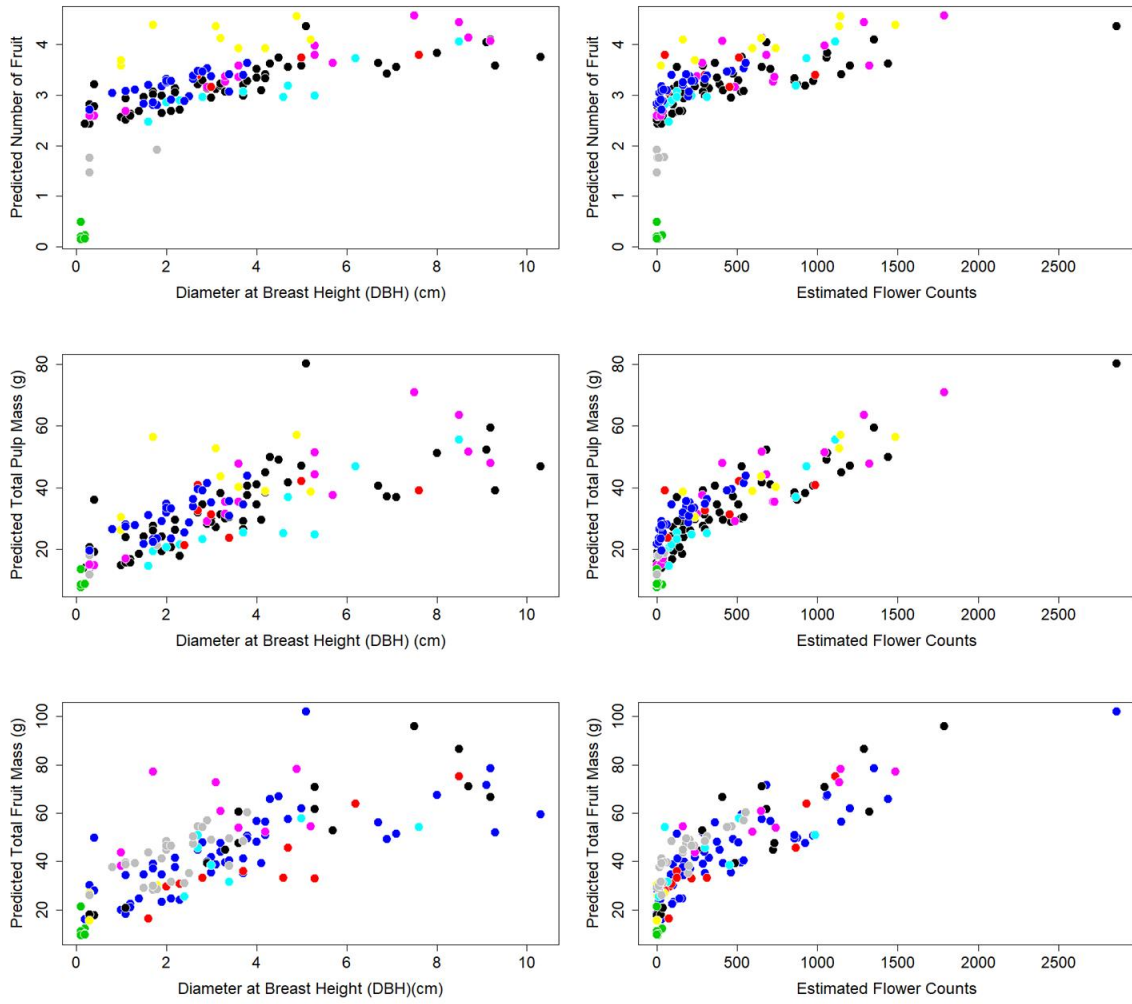 Predicted Number of Fruit
4
3
2
1
0
0 2 4 6 8 10
Diameter at Breast Height (DBH) (cm)
Predicted Number of Fruit
4
3
2
1
0
0 500 1000 1500 2000 2500
Estimated Flower Counts
Predicted Total Pulp Mass (g)
80
60
40
20
0 2 4 6 8 10
Diameter at Breast Height (DBH) (cm)
Predicted Total Pulp Mass (g)
80
60
40
20
0 500 1000 1500 2000 2500
Estimated Flower Counts
Predicted Total Fruit Mass (g)
100
80
60
40
20
0 2 4 6 8 10
Diameter at Breast Height (DBH)(cm)
Predicted Total Fruit Mass (g)
100
80
60
40
20
0 500 1000 1500 2000 2500
Estimated Flower Counts